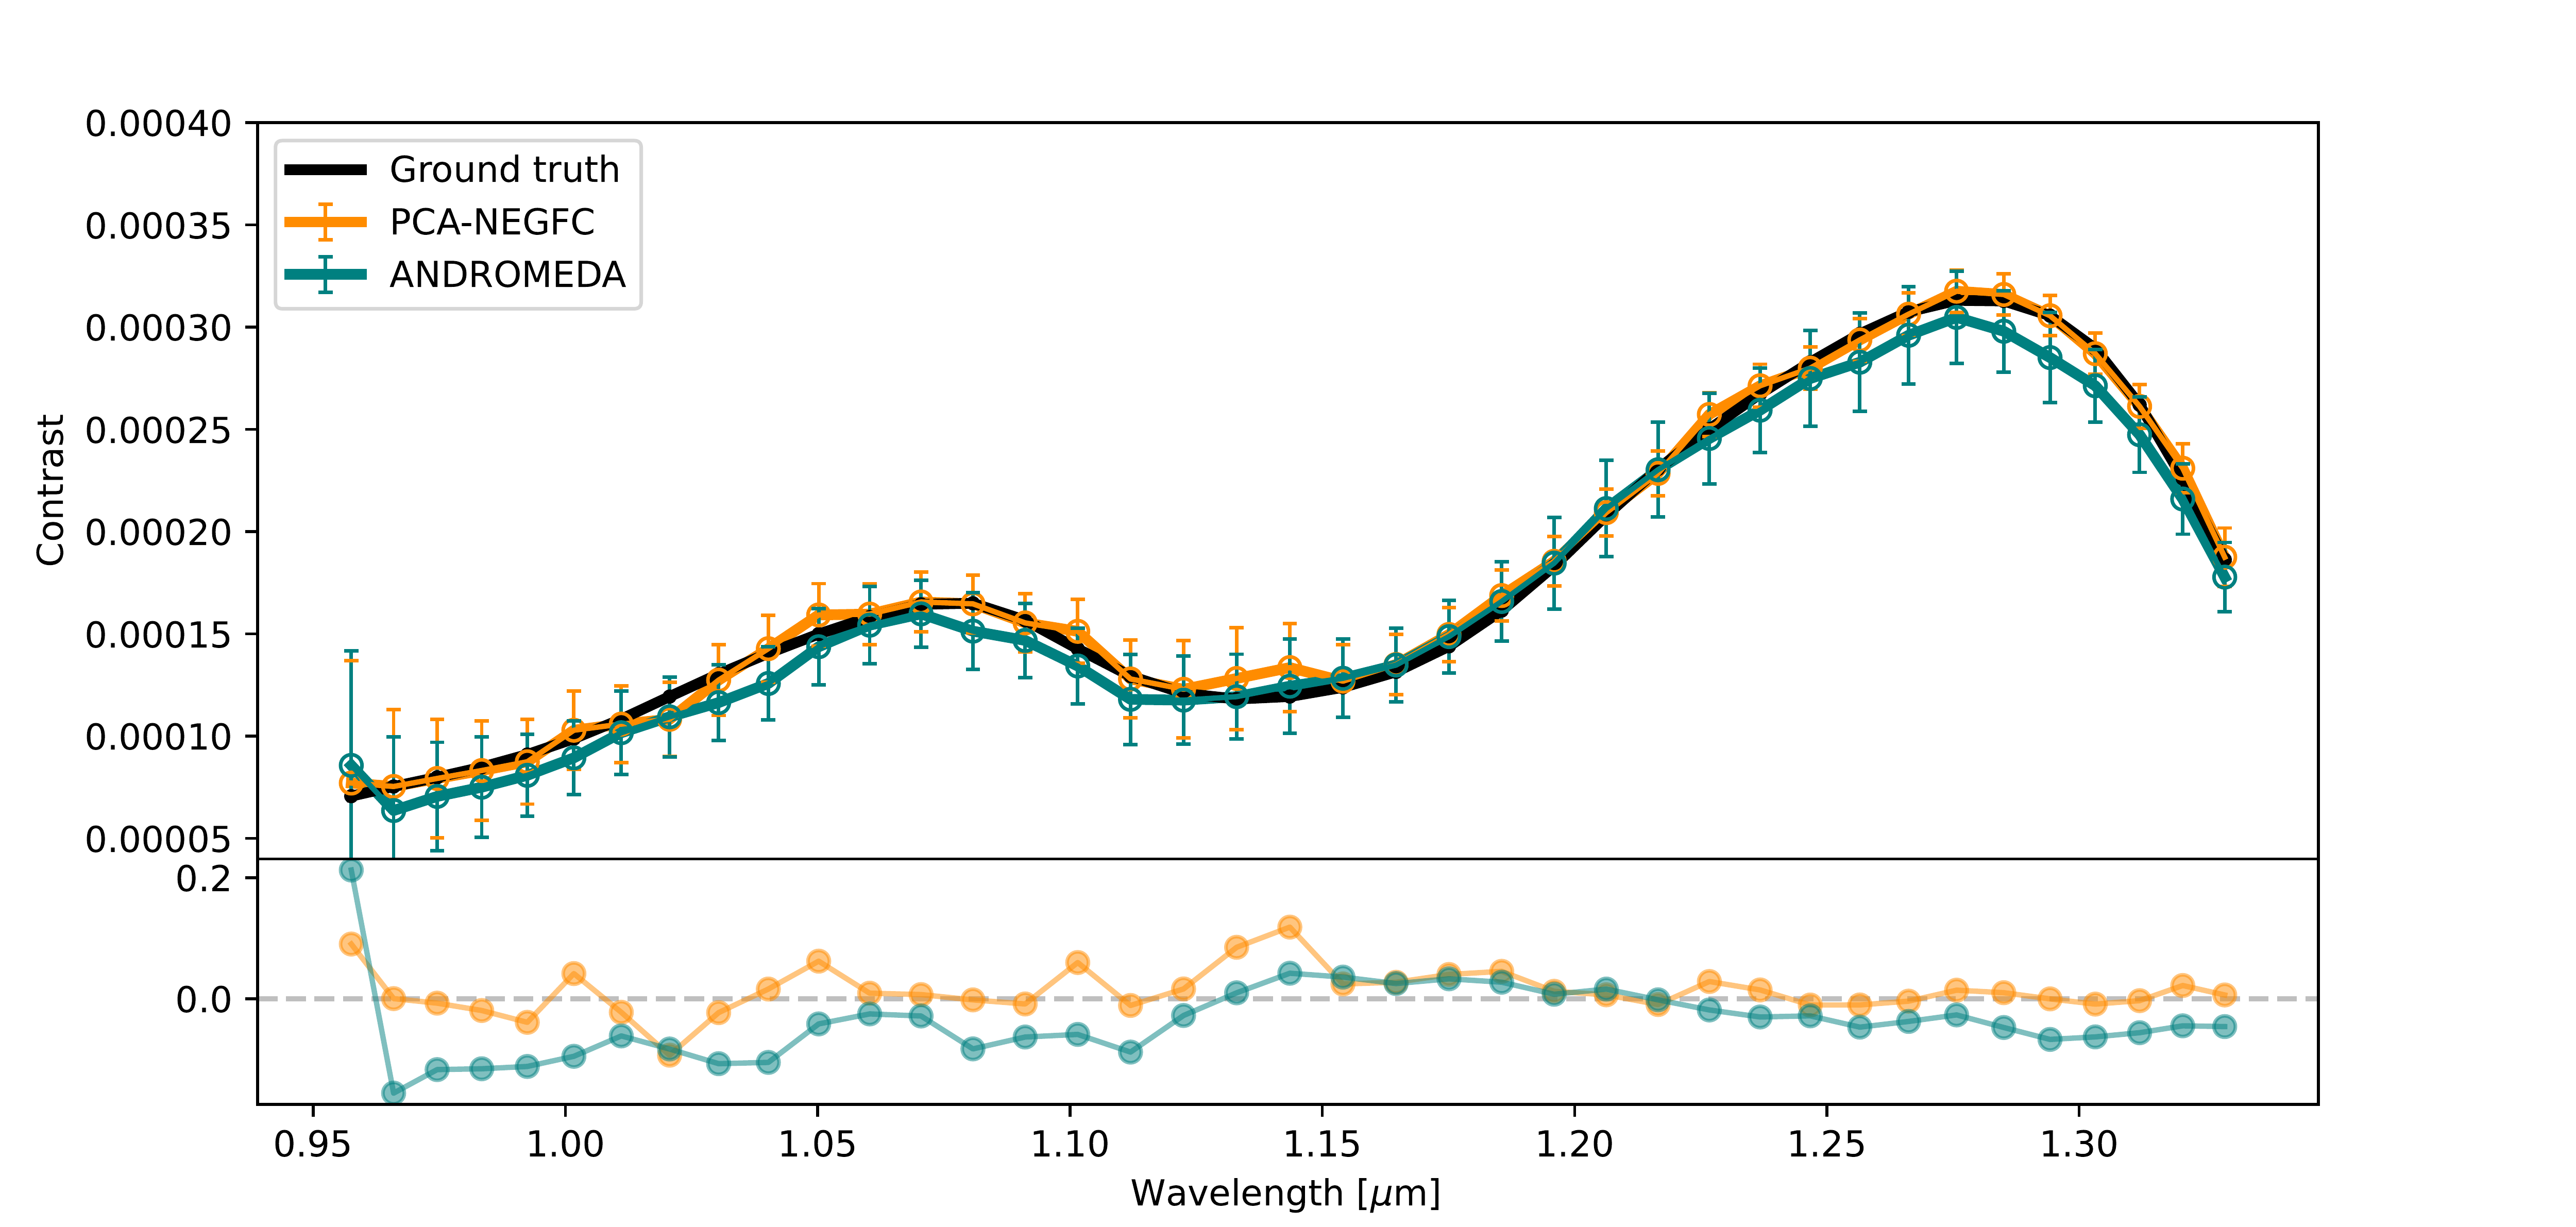 0.00040
0.00035
0.00030
0.00025
0.00020
0.00015
0.00010
0.00005
0.2
0.0
Contrast
Ground truth
PCA-NEGFC
ANDROMEDA
0.95 1.00 1.05 1.10 1.15 1.20 1.25 1.30
Wavelength [μm]